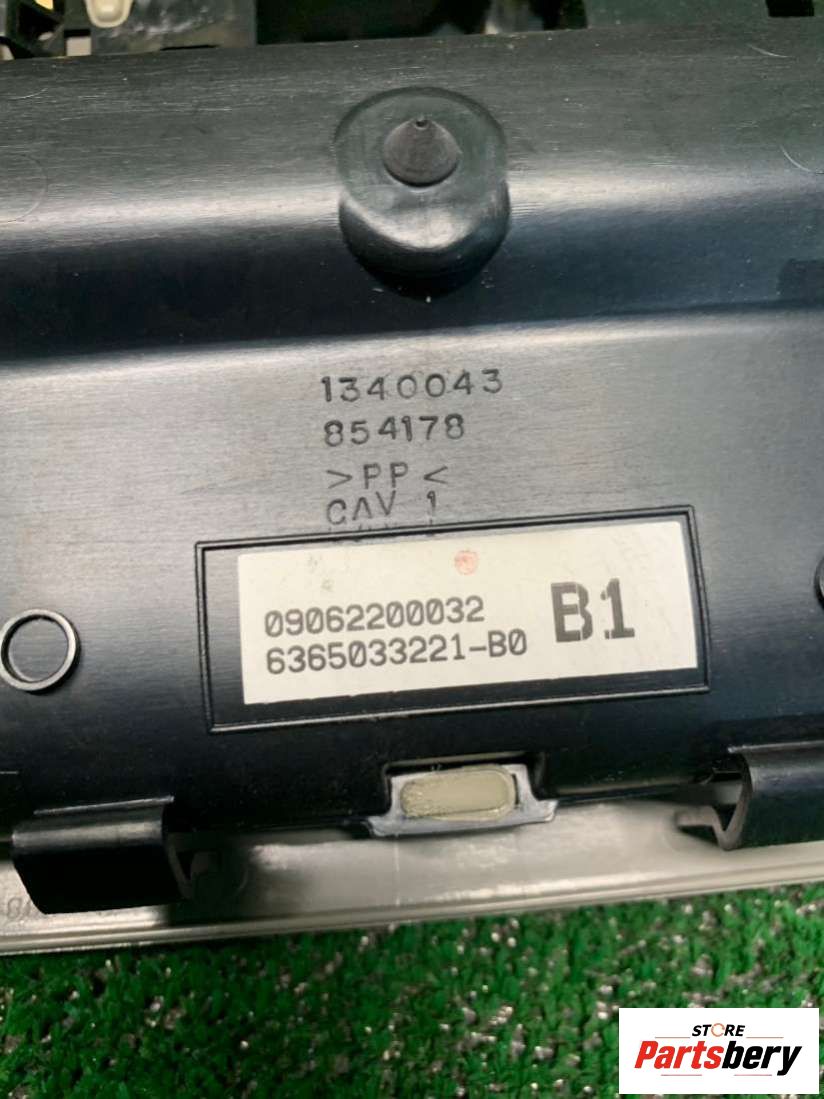 1340043
854178
>PP<
CAV 1
09062200032
6365033221-B0
B1
STORE
Partsbery